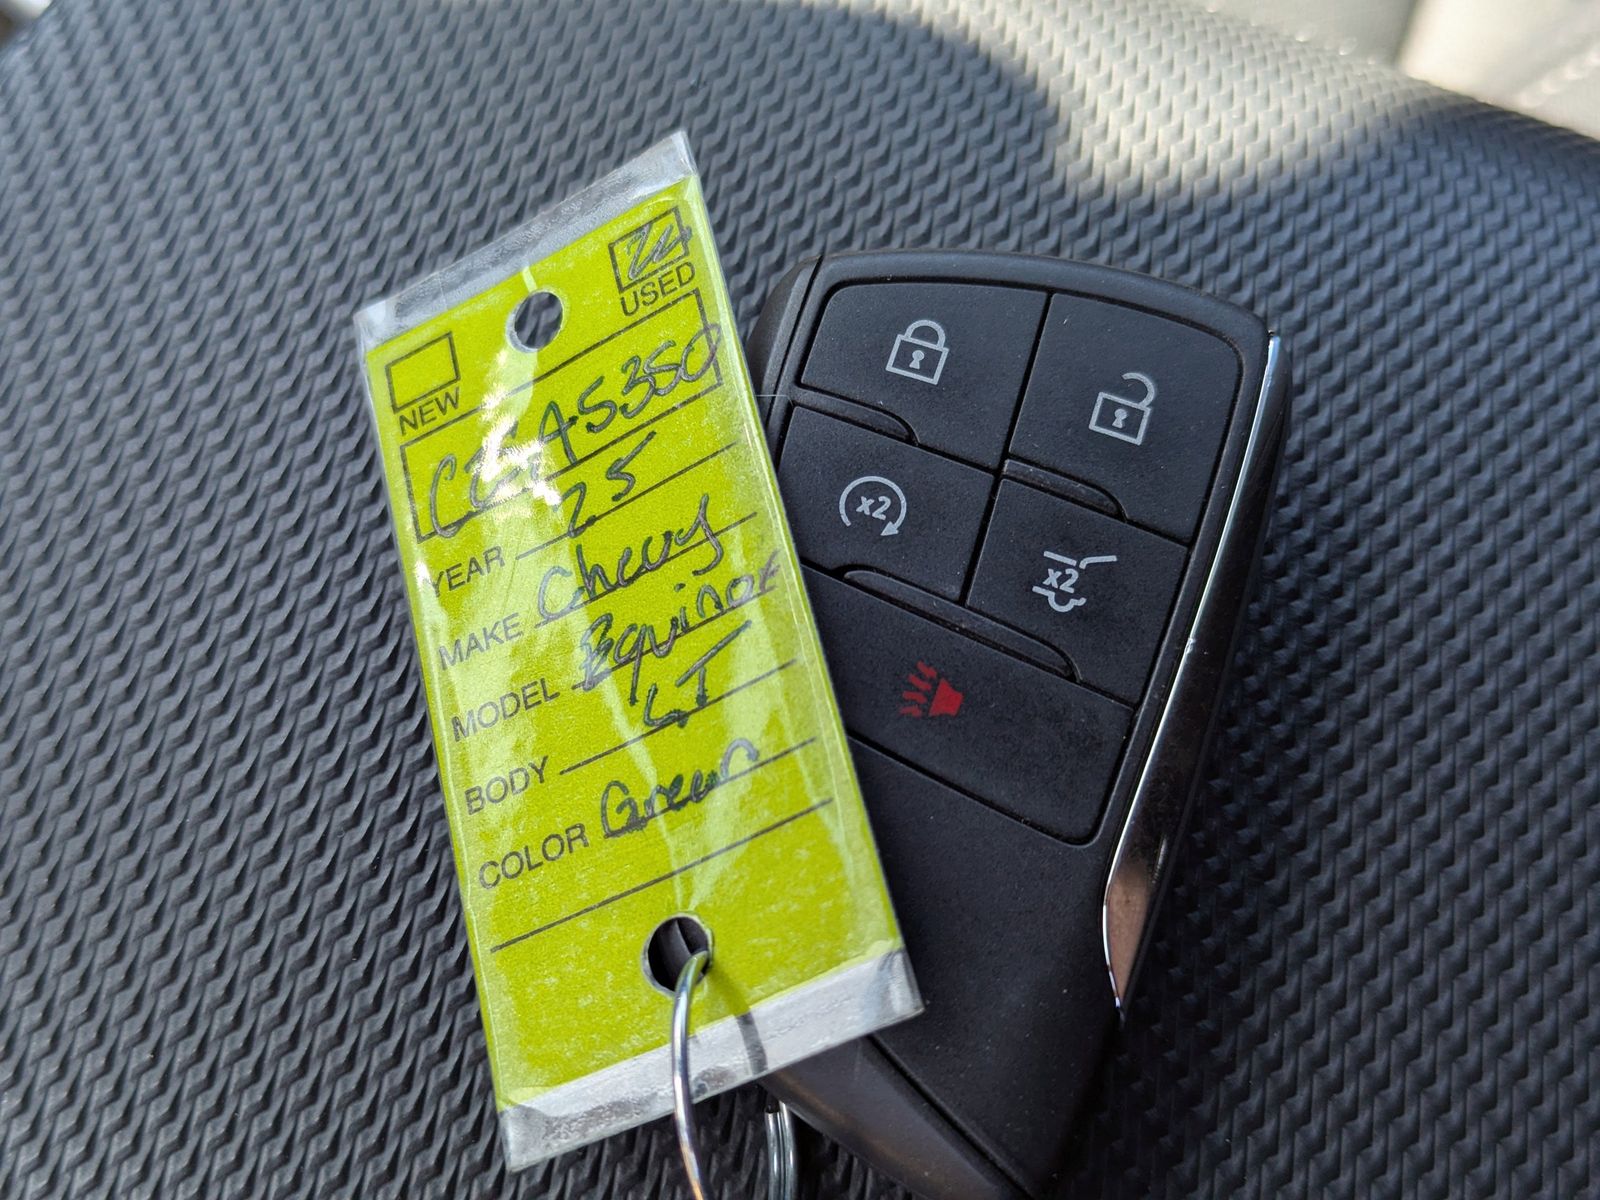 USED
NEW
YEAR 25
MAKE Chevy
MODEL Equinox
BODY LT
COLOR Green
x2
x2